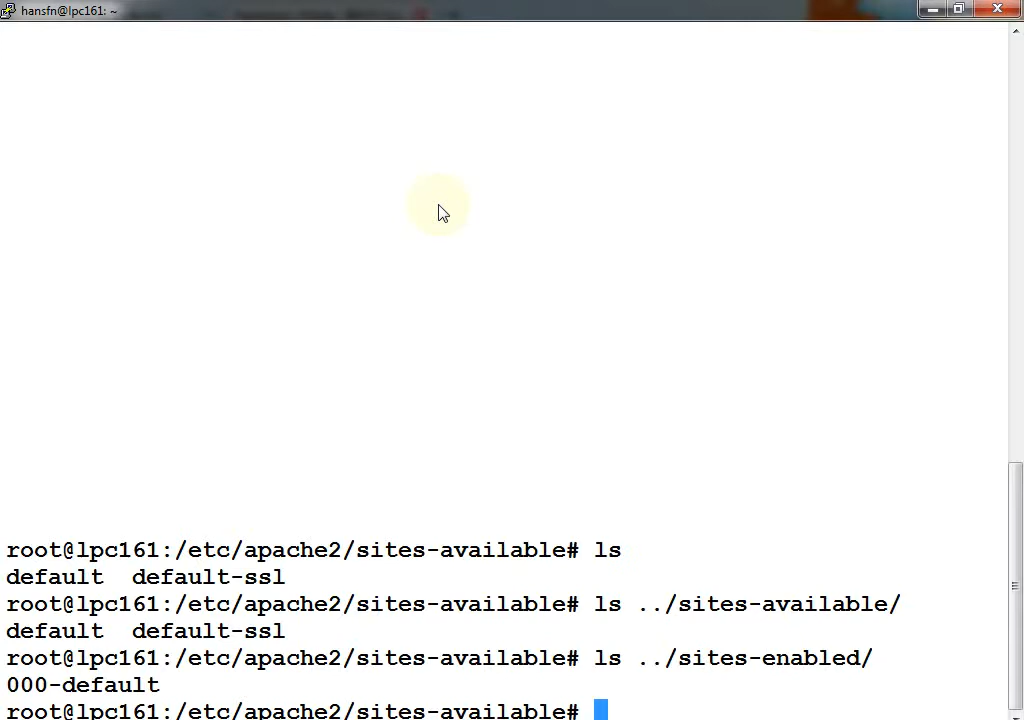 hansfn@lpc161: ~
root@lpc161:/etc/apache2/sites-available# ls
default  default-ssl
root@lpc161:/etc/apache2/sites-available# ls ../sites-available/
default  default-ssl
root@lpc161:/etc/apache2/sites-available# ls ../sites-enabled/
000-default
root@lpc161:/etc/apache2/sites-available#